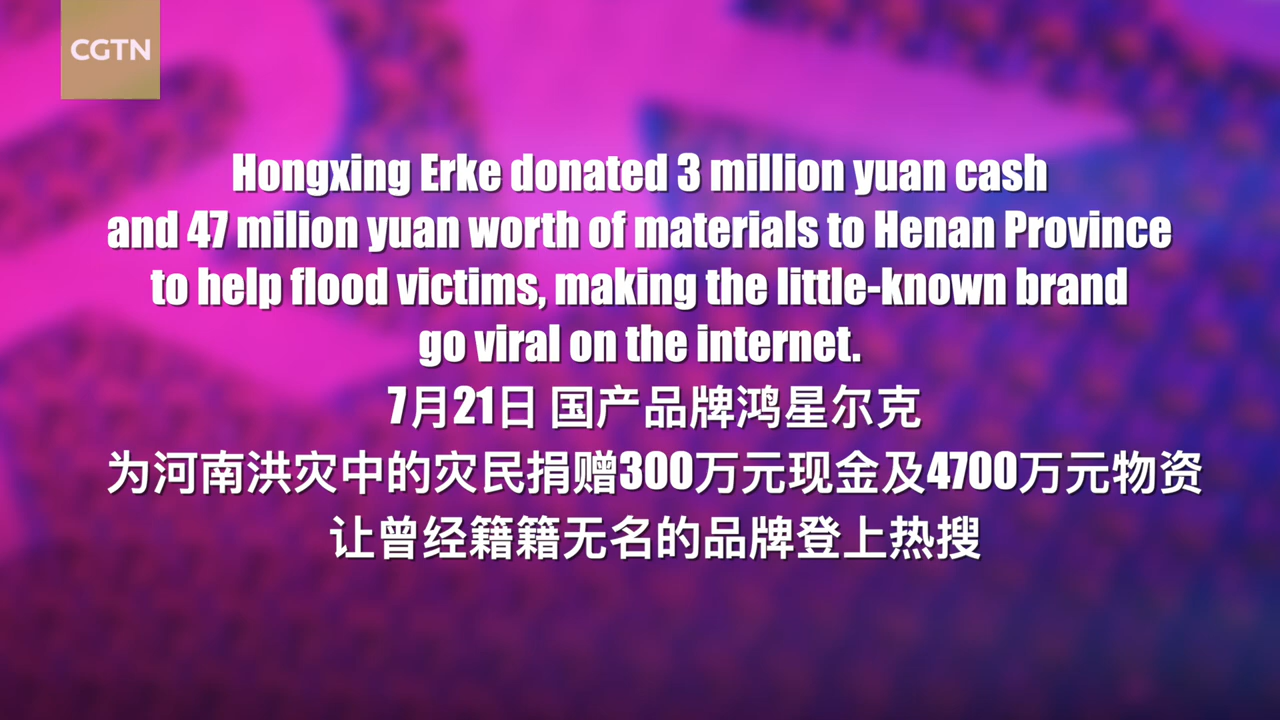 CGTN
Hongxing Erke donated 3 million yuan cash
and 47 milion yuan worth of materials to Henan Province
to help flood victims, making the little-known brand
go viral on the internet.
7月21日 国产品牌鸿星尔克
为河南洪灾中的灾民捐赠300万元现金及4700万元物资
让曾经籍籍无名的品牌登上热搜